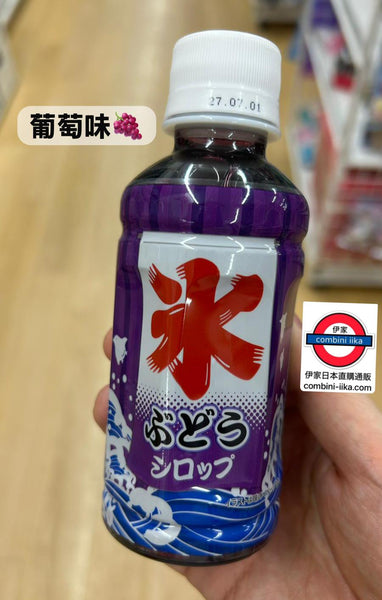 27.07.01
葡萄味🍇
氷
ぶどう
シロップ
伊家
combini iika
伊家日本直購通販
combini-iika.com